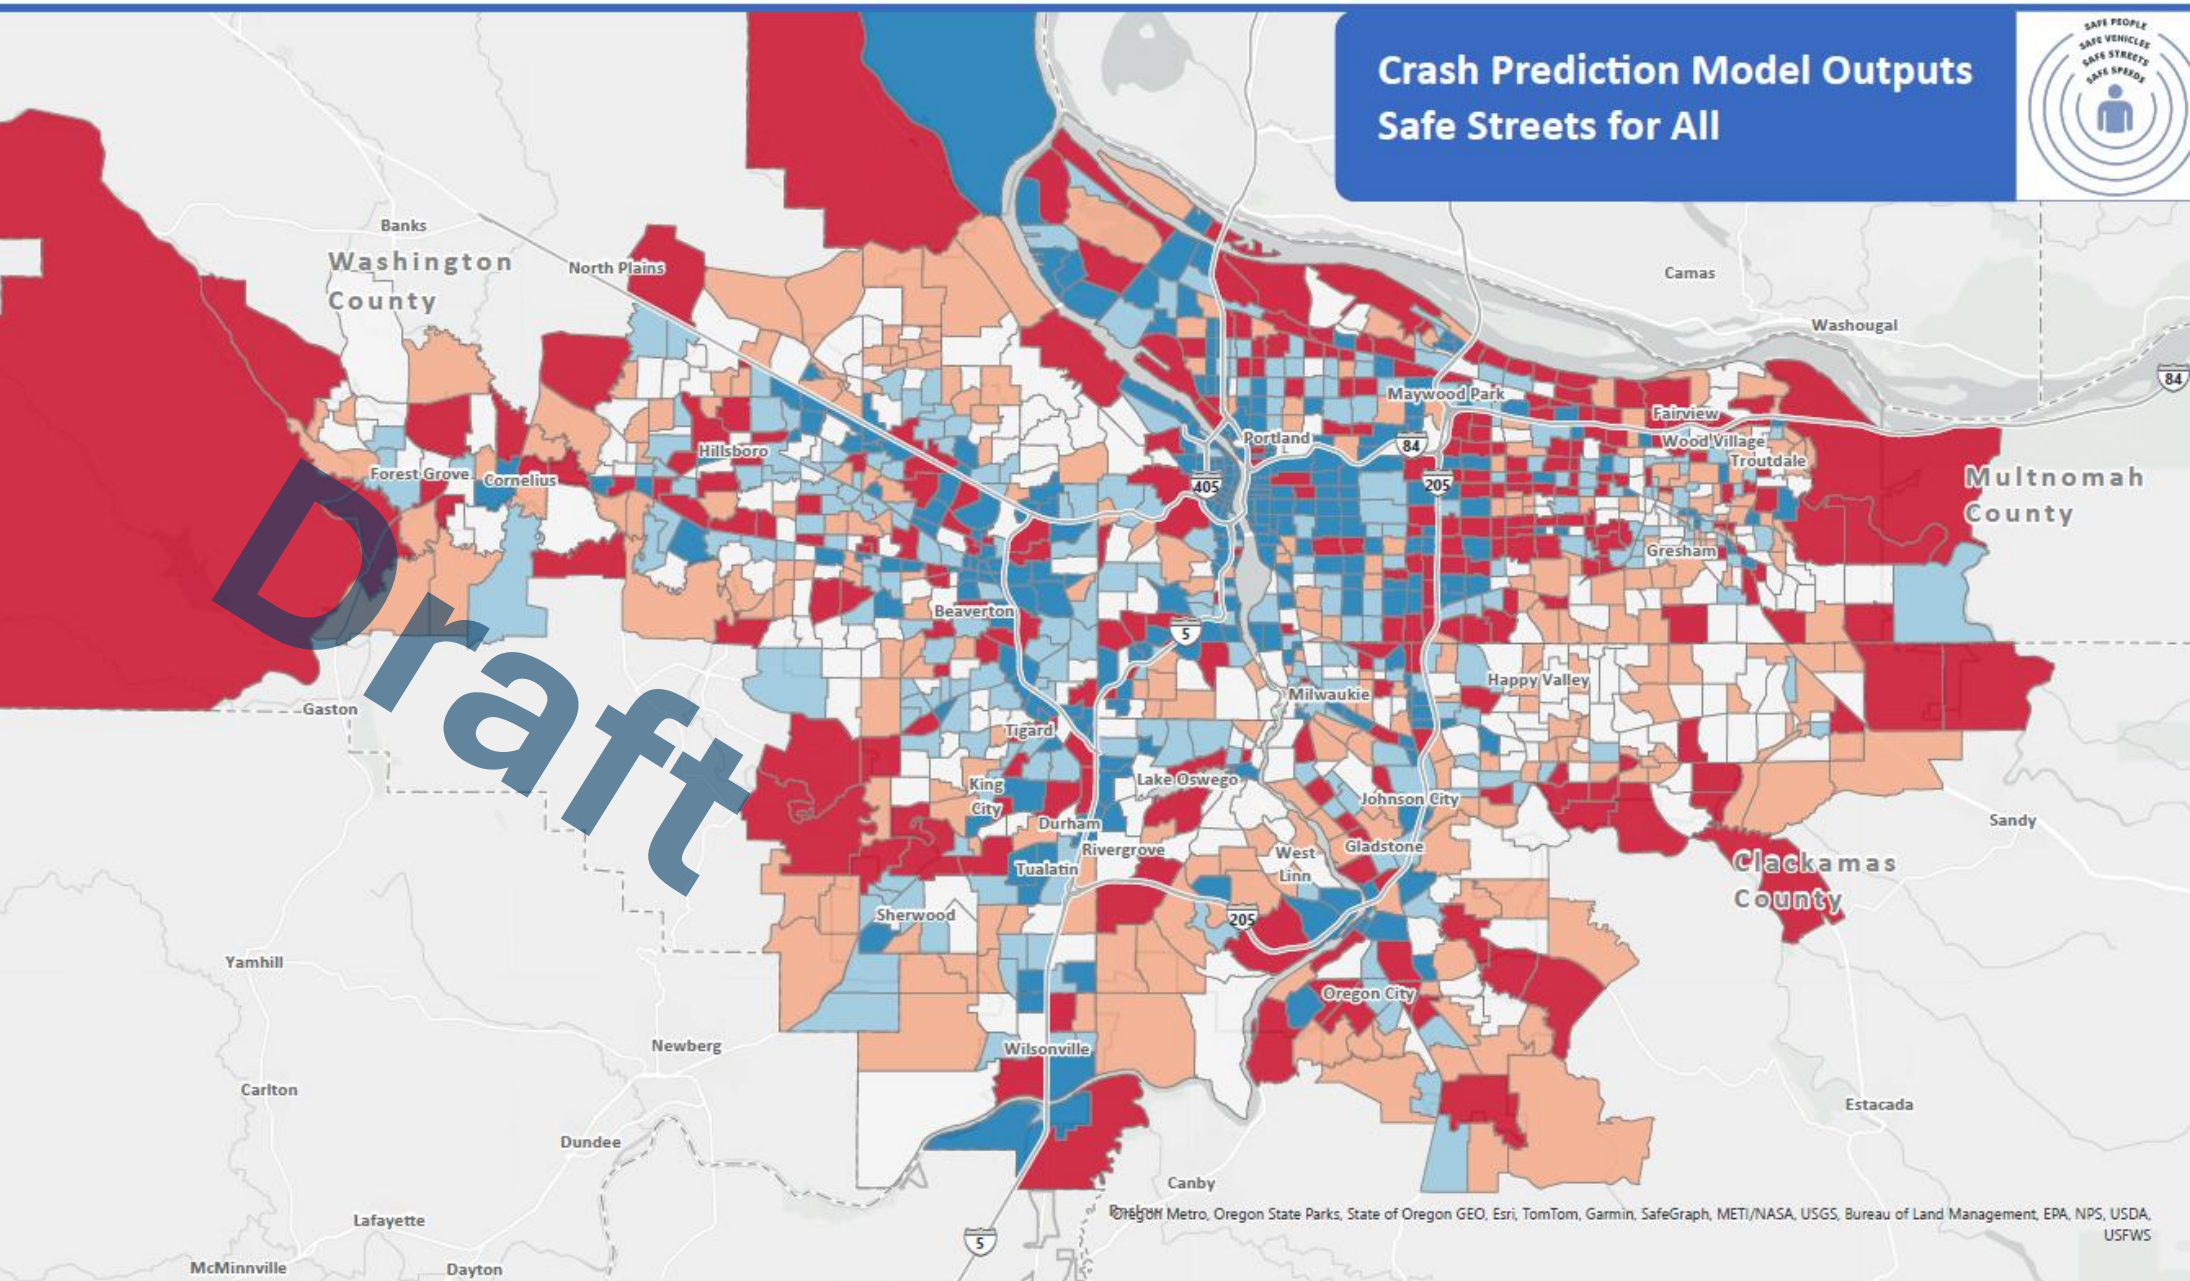 Crash Prediction Model Outputs
Safe Streets for All
SAFE PEOPLE
SAFE VEHICLES
SAFE STREETS
SAFE SPEEDS
Banks
Washington
County
North Plains
Camas
Washougal
84
Maywood Park
Fairview
Portland
84
Wood Village
Troutdale
Hillsboro
Forest Grove
Cornelius
405
205
Multnomah
County
Gresham
Beaverton
5
Happy Valley
Milwaukie
Gaston
Draft
Tigard
King
City
Lake Oswego
Johnson City
Durham
Sandy
Rivergrove
West
Linn
Gladstone
Tualatin
Clackamas
County
Sherwood
205
Yamhill
Oregon City
Newberg
Wilsonville
Carlton
Estacada
Dundee
Canby
Lafayette
Oregon Metro, Oregon State Parks, State of Oregon GEO, Esri, TomTom, Garmin, SafeGraph, METI/NASA, USGS, Bureau of Land Management, EPA, NPS, USDA,
USFWS
5
McMinnville
Dayton